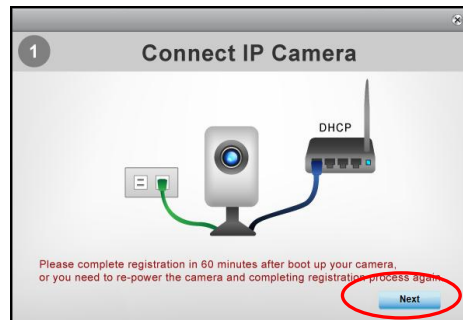 1
Connect IP Camera
DHCP
Please complete registration in 60 minutes after boot up your camera,
or you need to re-power the camera and completing registration process again
Next